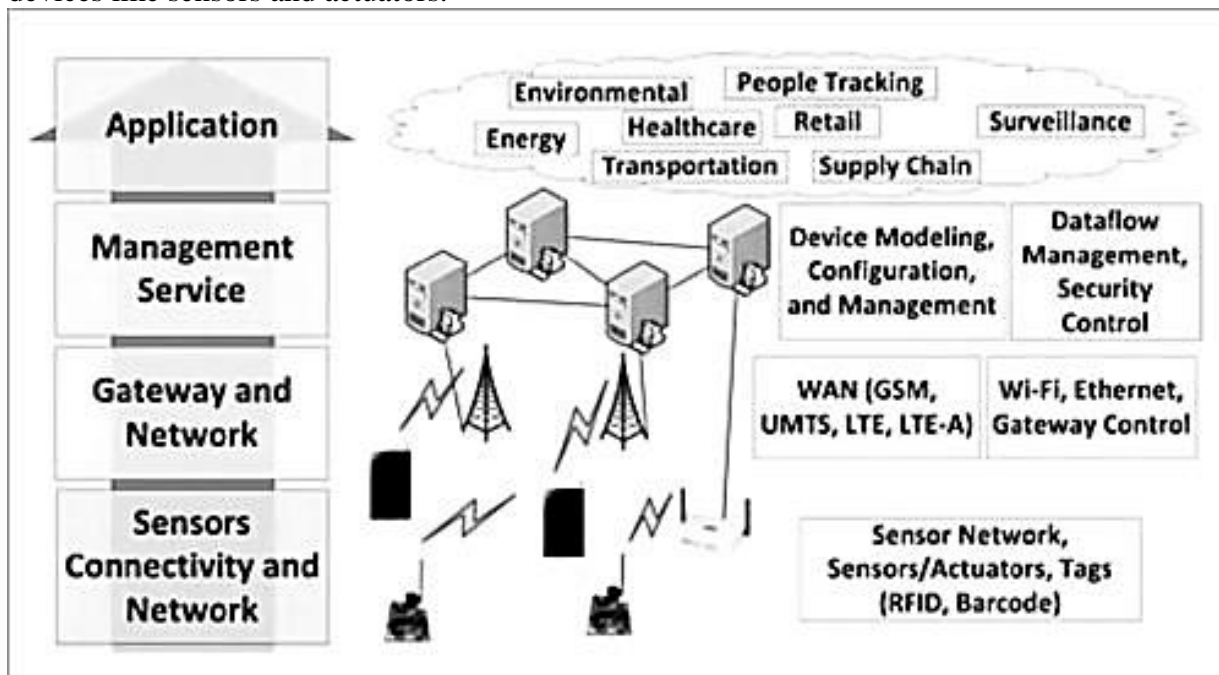 devices like sensors and actuators.
Application
Environmental
People Tracking
Energy
Healthcare
Retail
Surveillance
Transportation
Supply Chain
Management
Service
Device Modeling,
Configuration,
and Management
Dataflow
Management,
Security
Control
Gateway and
Network
WAN (GSM,
UMTS, LTE, LTE-A)
Wi-Fi, Ethernet,
Gateway Control
Sensors
Connectivity and
Network
Sensor Network,
Sensors/Actuators, Tags
(RFID, Barcode)